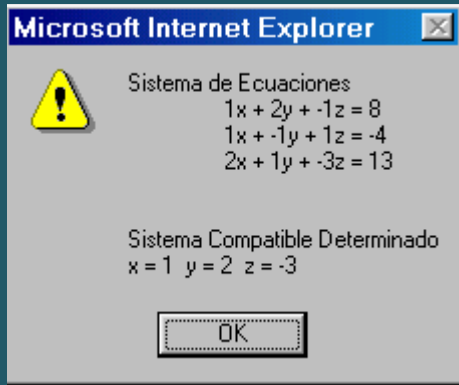 Microsoft Internet Explorer
Sistema de Ecuaciones
1x + 2y + -1z = 8
1x + -1y + 1z = -4
2x + 1y + -3z = 13
Sistema Compatible Determinado
x = 1 y = 2 z = -3
OK